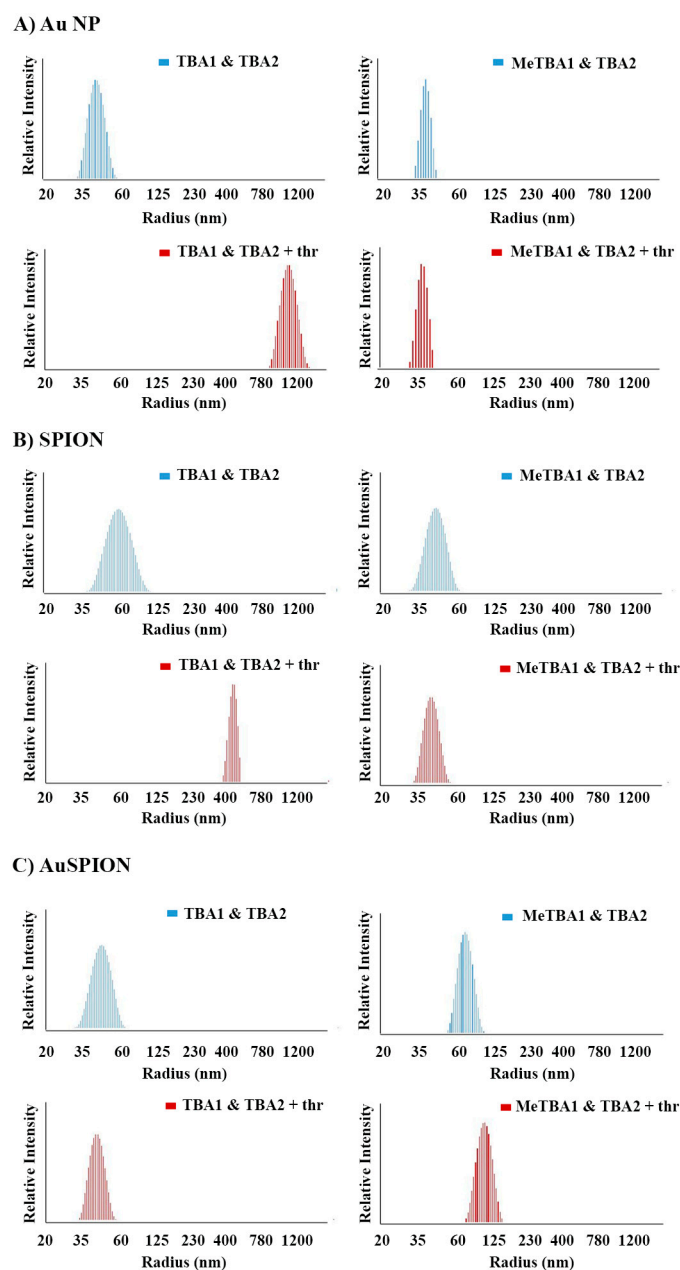 A) Au NP
TBA1 & TBA2
Relative Intensity
20 35 60 125 230 400 780 1200
Radius (nm)
MeTBA1 & TBA2
Relative Intensity
20 35 60 125 230 400 780 1200
Radius (nm)
TBA1 & TBA2 + thr
Relative Intensity
20 35 60 125 230 400 780 1200
Radius (nm)
MeTBA1 & TBA2 + thr
Relative Intensity
20 35 60 125 230 400 780 1200
Radius (nm)
B) SPION
TBA1 & TBA2
Relative Intensity
20 35 60 125 230 400 780 1200
Radius (nm)
MeTBA1 & TBA2
Relative Intensity
20 35 60 125 230 400 780 1200
Radius (nm)
TBA1 & TBA2 + thr
Relative Intensity
20 35 60 125 230 400 780 1200
Radius (nm)
MeTBA1 & TBA2 + thr
Relative Intensity
20 35 60 125 230 400 780 1200
Radius (nm)
C) AuSPION
TBA1 & TBA2
Relative Intensity
20 35 60 125 230 400 780 1200
Radius (nm)
MeTBA1 & TBA2
Relative Intensity
20 35 60 125 230 400 780 1200
Radius (nm)
TBA1 & TBA2 + thr
Relative Intensity
20 35 60 125 230 400 780 1200
Radius (nm)
MeTBA1 & TBA2 + thr
Relative Intensity
20 35 60 125 230 400 780 1200
Radius (nm)